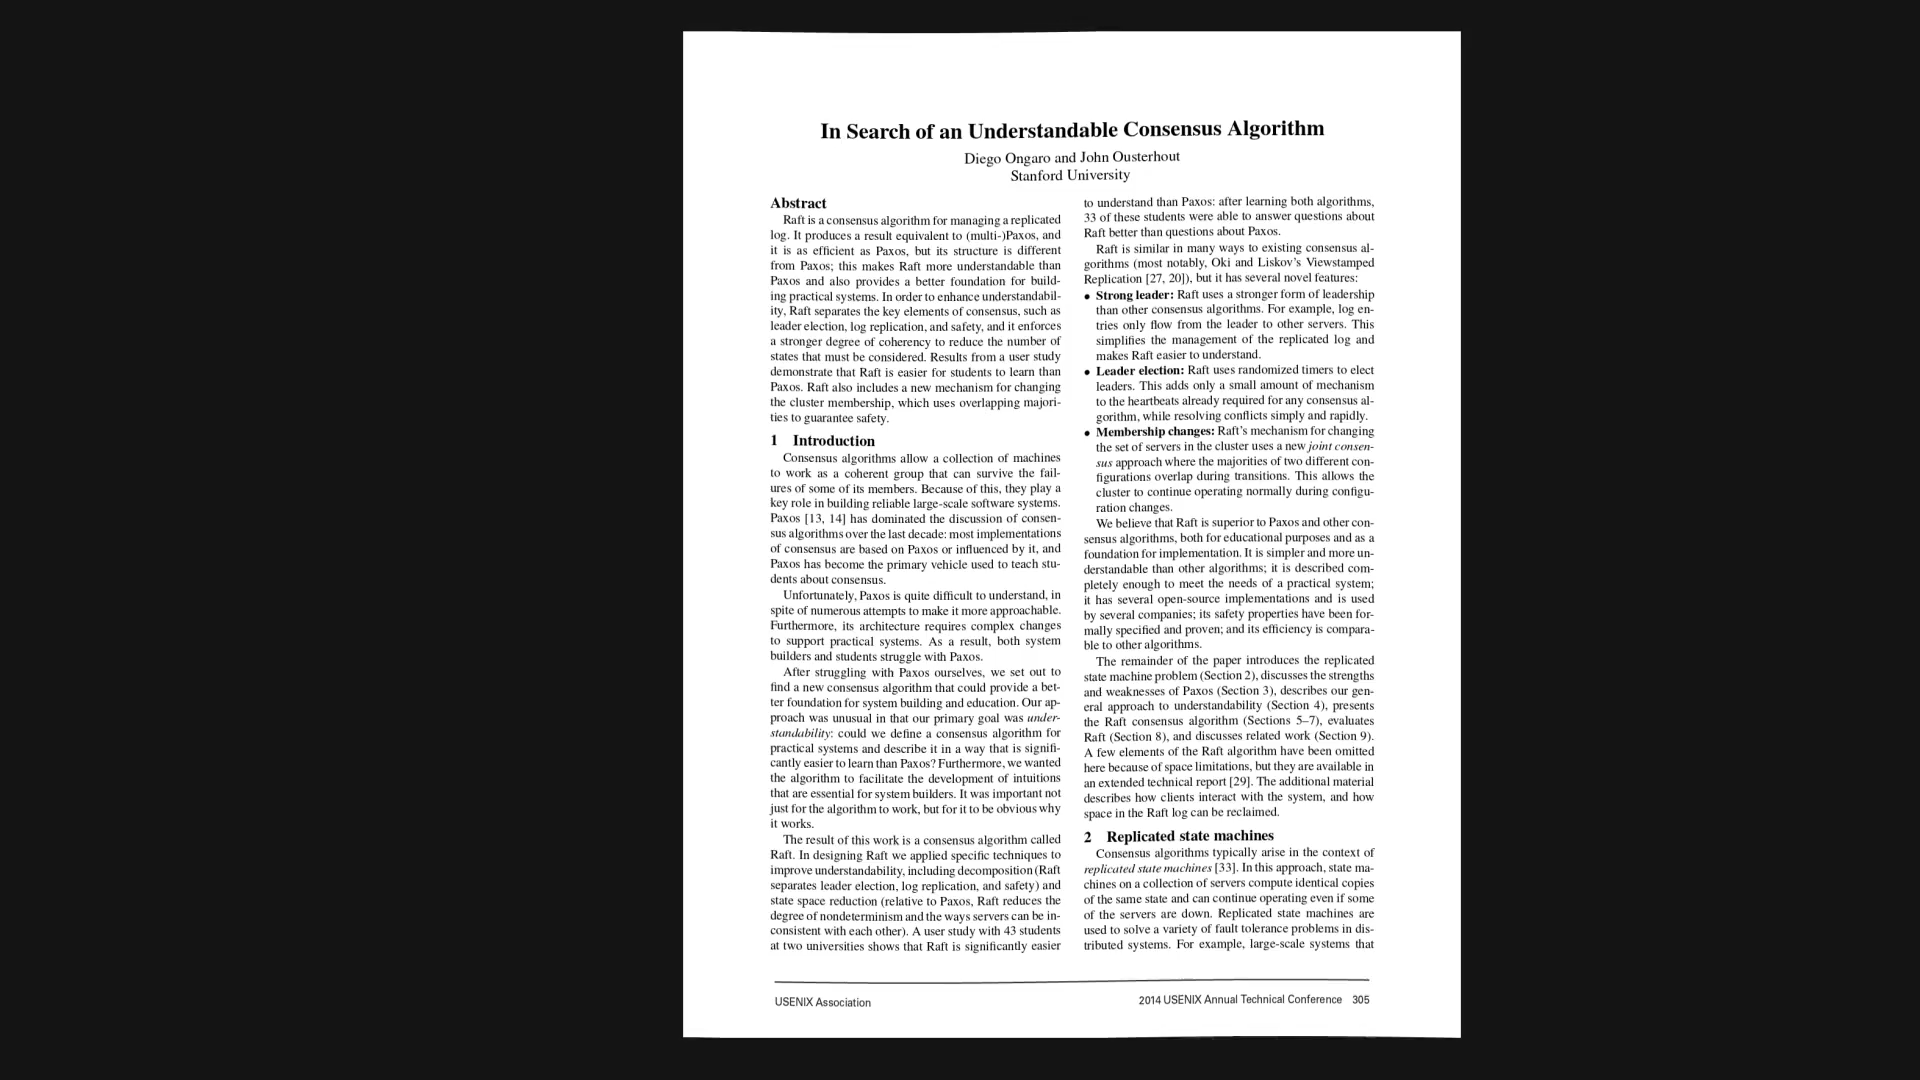 In Search of an Understandable Consensus Algorithm
Diego Ongaro and John Ousterhout
Stanford University
Abstract
Raft is a consensus algorithm for managing a replicated
log. It produces a result equivalent to (multi-)Paxos, and
it is as efficient as Paxos, but its structure is different
from Paxos; this makes Raft more understandable than
Paxos and also provides a better foundation for build-
ing practical systems. In order to enhance understandabil-
ity, Raft separates the key elements of consensus, such as
leader election, log replication, and safety, and it enforces
a stronger degree of coherency to reduce the number of
states that must be considered. Results from a user study
demonstrate that Raft is easier for students to learn than
Paxos. Raft also includes a new mechanism for changing
the cluster membership, which uses overlapping majori-
ties to guarantee safety.
1 Introduction
Consensus algorithms allow a collection of machines
to work as a coherent group that can survive the fail-
ures of some of its members. Because of this, they play a
key role in building reliable large-scale software systems.
Paxos [13, 14] has dominated the discussion of consen-
sus algorithms over the last decade: most implementations
of consensus are based on Paxos or influenced by it, and
Paxos has become the primary vehicle used to teach stu-
dents about consensus.
Unfortunately, Paxos is quite difficult to understand, in
spite of numerous attempts to make it more approachable.
Furthermore, its architecture requires complex changes
to support practical systems. As a result, both system
builders and students struggle with Paxos.
After struggling with Paxos ourselves, we set out to
find a new consensus algorithm that could provide a bet-
ter foundation for system building and education. Our ap-
proach was unusual in that our primary goal was under-
standability: could we define a consensus algorithm for
practical systems and describe it in a way that is signifi-
cantly easier to learn than Paxos? Furthermore, we wanted
the algorithm to facilitate the development of intuitions
that are essential for system builders. It was important not
just for the algorithm to work, but for it to be obvious why
it works.
The result of this work is a consensus algorithm called
Raft. In designing Raft we applied specific techniques to
improve understandability, including decomposition (Raft
separates leader election, log replication, and safety) and
state space reduction (relative to Paxos, Raft reduces the
degree of nondeterminism and the ways servers can be in-
consistent with each other). A user study with 43 students
at two universities shows that Raft is significantly easier
to understand than Paxos: after learning both algorithms,
33 of these students were able to answer questions about
Raft better than questions about Paxos.
Raft is similar in many ways to existing consensus al-
gorithms (most notably, Oki and Liskov's Viewstamped
Replication [27, 20]), but it has several novel features:
• Strong leader: Raft uses a stronger form of leadership
than other consensus algorithms. For example, log en-
tries only flow from the leader to other servers. This
simplifies the management of the replicated log and
makes Raft easier to understand.
• Leader election: Raft uses randomized timers to elect
leaders. This adds only a small amount of mechanism
to the heartbeats already required for any consensus al-
gorithm, while resolving conflicts simply and rapidly.
• Membership changes: Raft's mechanism for changing
the set of servers in the cluster uses a new joint consen-
sus approach where the majorities of two different con-
figurations overlap during transitions. This allows the
cluster to continue operating normally during configu-
ration changes.
We believe that Raft is superior to Paxos and other con-
sensus algorithms, both for educational purposes and as a
foundation for implementation. It is simpler and more un-
derstandable than other algorithms; it is described com-
pletely enough to meet the needs of a practical system;
it has several open-source implementations and is used
by several companies; its safety properties have been for-
mally specified and proven; and its efficiency is compara-
ble to other algorithms.
The remainder of the paper introduces the replicated
state machine problem (Section 2), discusses the strengths
and weaknesses of Paxos (Section 3), describes our gen-
eral approach to understandability (Section 4), presents
the Raft consensus algorithm (Sections 5–7), evaluates
Raft (Section 8), and discusses related work (Section 9).
A few elements of the Raft algorithm have been omitted
here because of space limitations, but they are available in
an extended technical report [29]. The additional material
describes how clients interact with the system, and how
space in the Raft log can be reclaimed.
2 Replicated state machines
Consensus algorithms typically arise in the context of
replicated state machines [33]. In this approach, state ma-
chines on a collection of servers compute identical copies
of the same state and can continue operating even if some
of the servers are down. Replicated state machines are
used to solve a variety of fault tolerance problems in dis-
tributed systems. For example, large-scale systems that
USENIX Association
2014 USENIX Annual Technical Conference 305